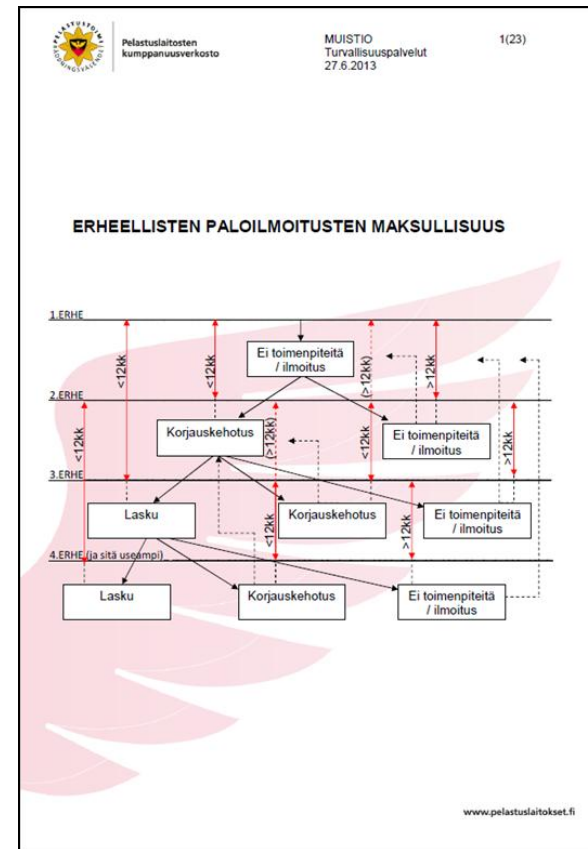 PELASTUSTOIMI
RÄDDNINGSVÄSENDET
Pelastuslaitosten
kumppanuusverkosto
MUISTIO
Turvallisuuspalvelut
27.6.2013
1(23)
ERHEELLISTEN PALOILMOITUSTEN MAKSULLISUUS
1.ERHE
Ei toimenpiteitä
/ ilmoitus
<12kk
<12kk
(>12kk)
>12kk
2.ERHE
Korjauskehotus
Ei toimenpiteitä
/ ilmoitus
<12kk
(>12kk)
<12kk
>12kk
3.ERHE
Lasku
Korjauskehotus
Ei toimenpiteitä
/ ilmoitus
<12kk
>12kk
4.ERHE (ja sitä useampi)
Lasku
Korjauskehotus
Ei toimenpiteitä
/ ilmoitus
www.pelastuslaitokset.fi